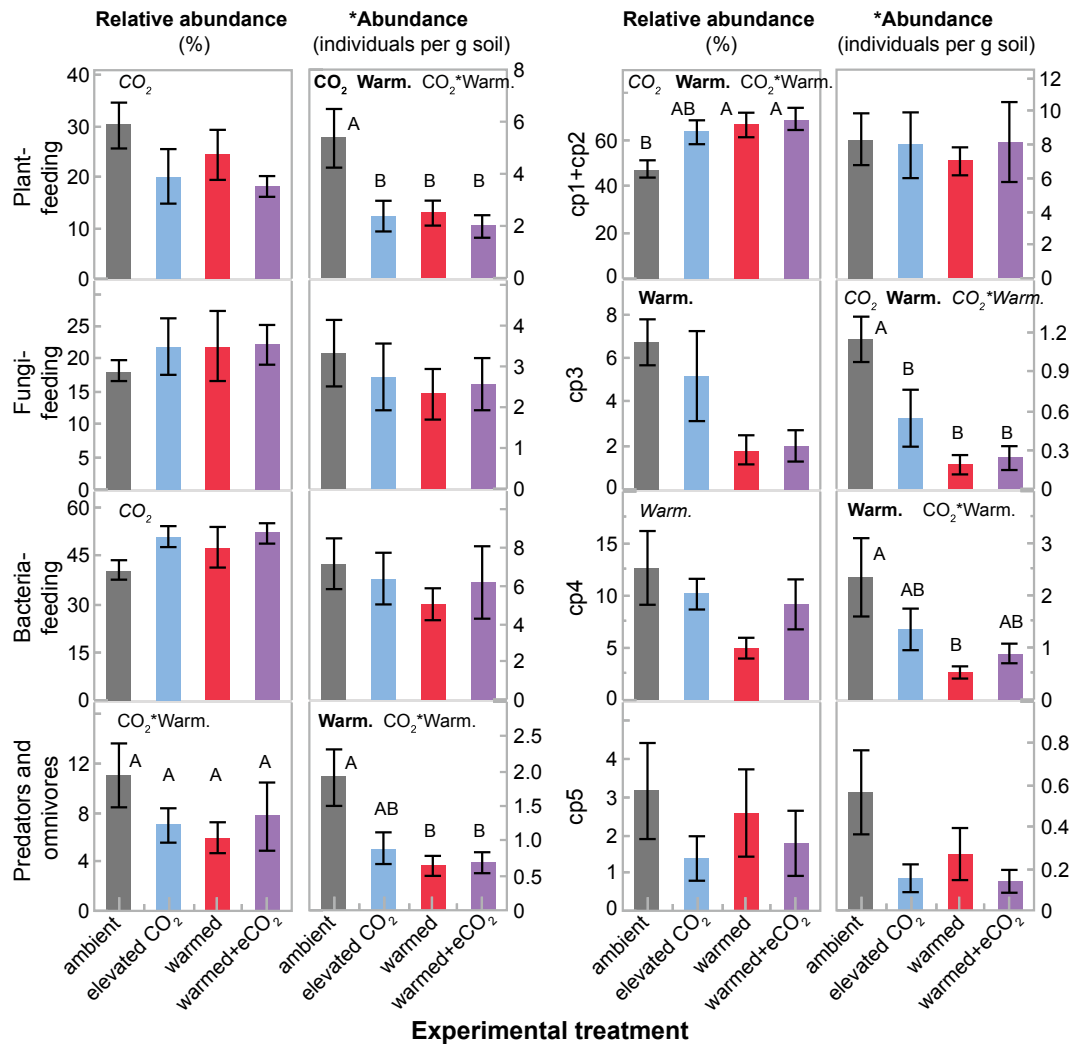 Relative abundance
(%)
*Abundance
(individuals per g soil)
Relative abundance
(%)
*Abundance
(individuals per g soil)
Plant-
feeding
40
30
20
10
0
CO₂
CO₂ Warm. CO₂*Warm.
A
B
B
B
8
6
4
2
0
Fungi-
feeding
25
20
15
10
5
0
4
3
2
1
0
Bacteria-
feeding
60
45
30
15
0
CO₂
8
6
4
2
0
Predators and
omnivores
12
8
4
0
CO₂*Warm.
A
A
A
A
Warm. CO₂*Warm.
A
AB
B
B
2.5
2.0
1.5
1.0
0.5
0
cp1+cp2
60
40
20
0
CO₂ Warm. CO₂*Warm.
B
AB
A
A
12
10
8
6
4
2
0
cp3
8
6
4
2
0
Warm.
CO₂ Warm. CO₂*Warm.
A
B
B
B
1.2
0.9
0.6
0.3
0
cp4
15
10
5
0
Warm.
Warm. CO₂*Warm.
A
AB
B
AB
3
2
1
0
cp5
4
3
2
1
0
0.8
0.6
0.4
0.2
0
ambient
elevated CO₂
warmed
warmed+eCO₂
ambient
elevated CO₂
warmed
warmed+eCO₂
ambient
elevated CO₂
warmed
warmed+eCO₂
ambient
elevated CO₂
warmed
warmed+eCO₂
Experimental treatment